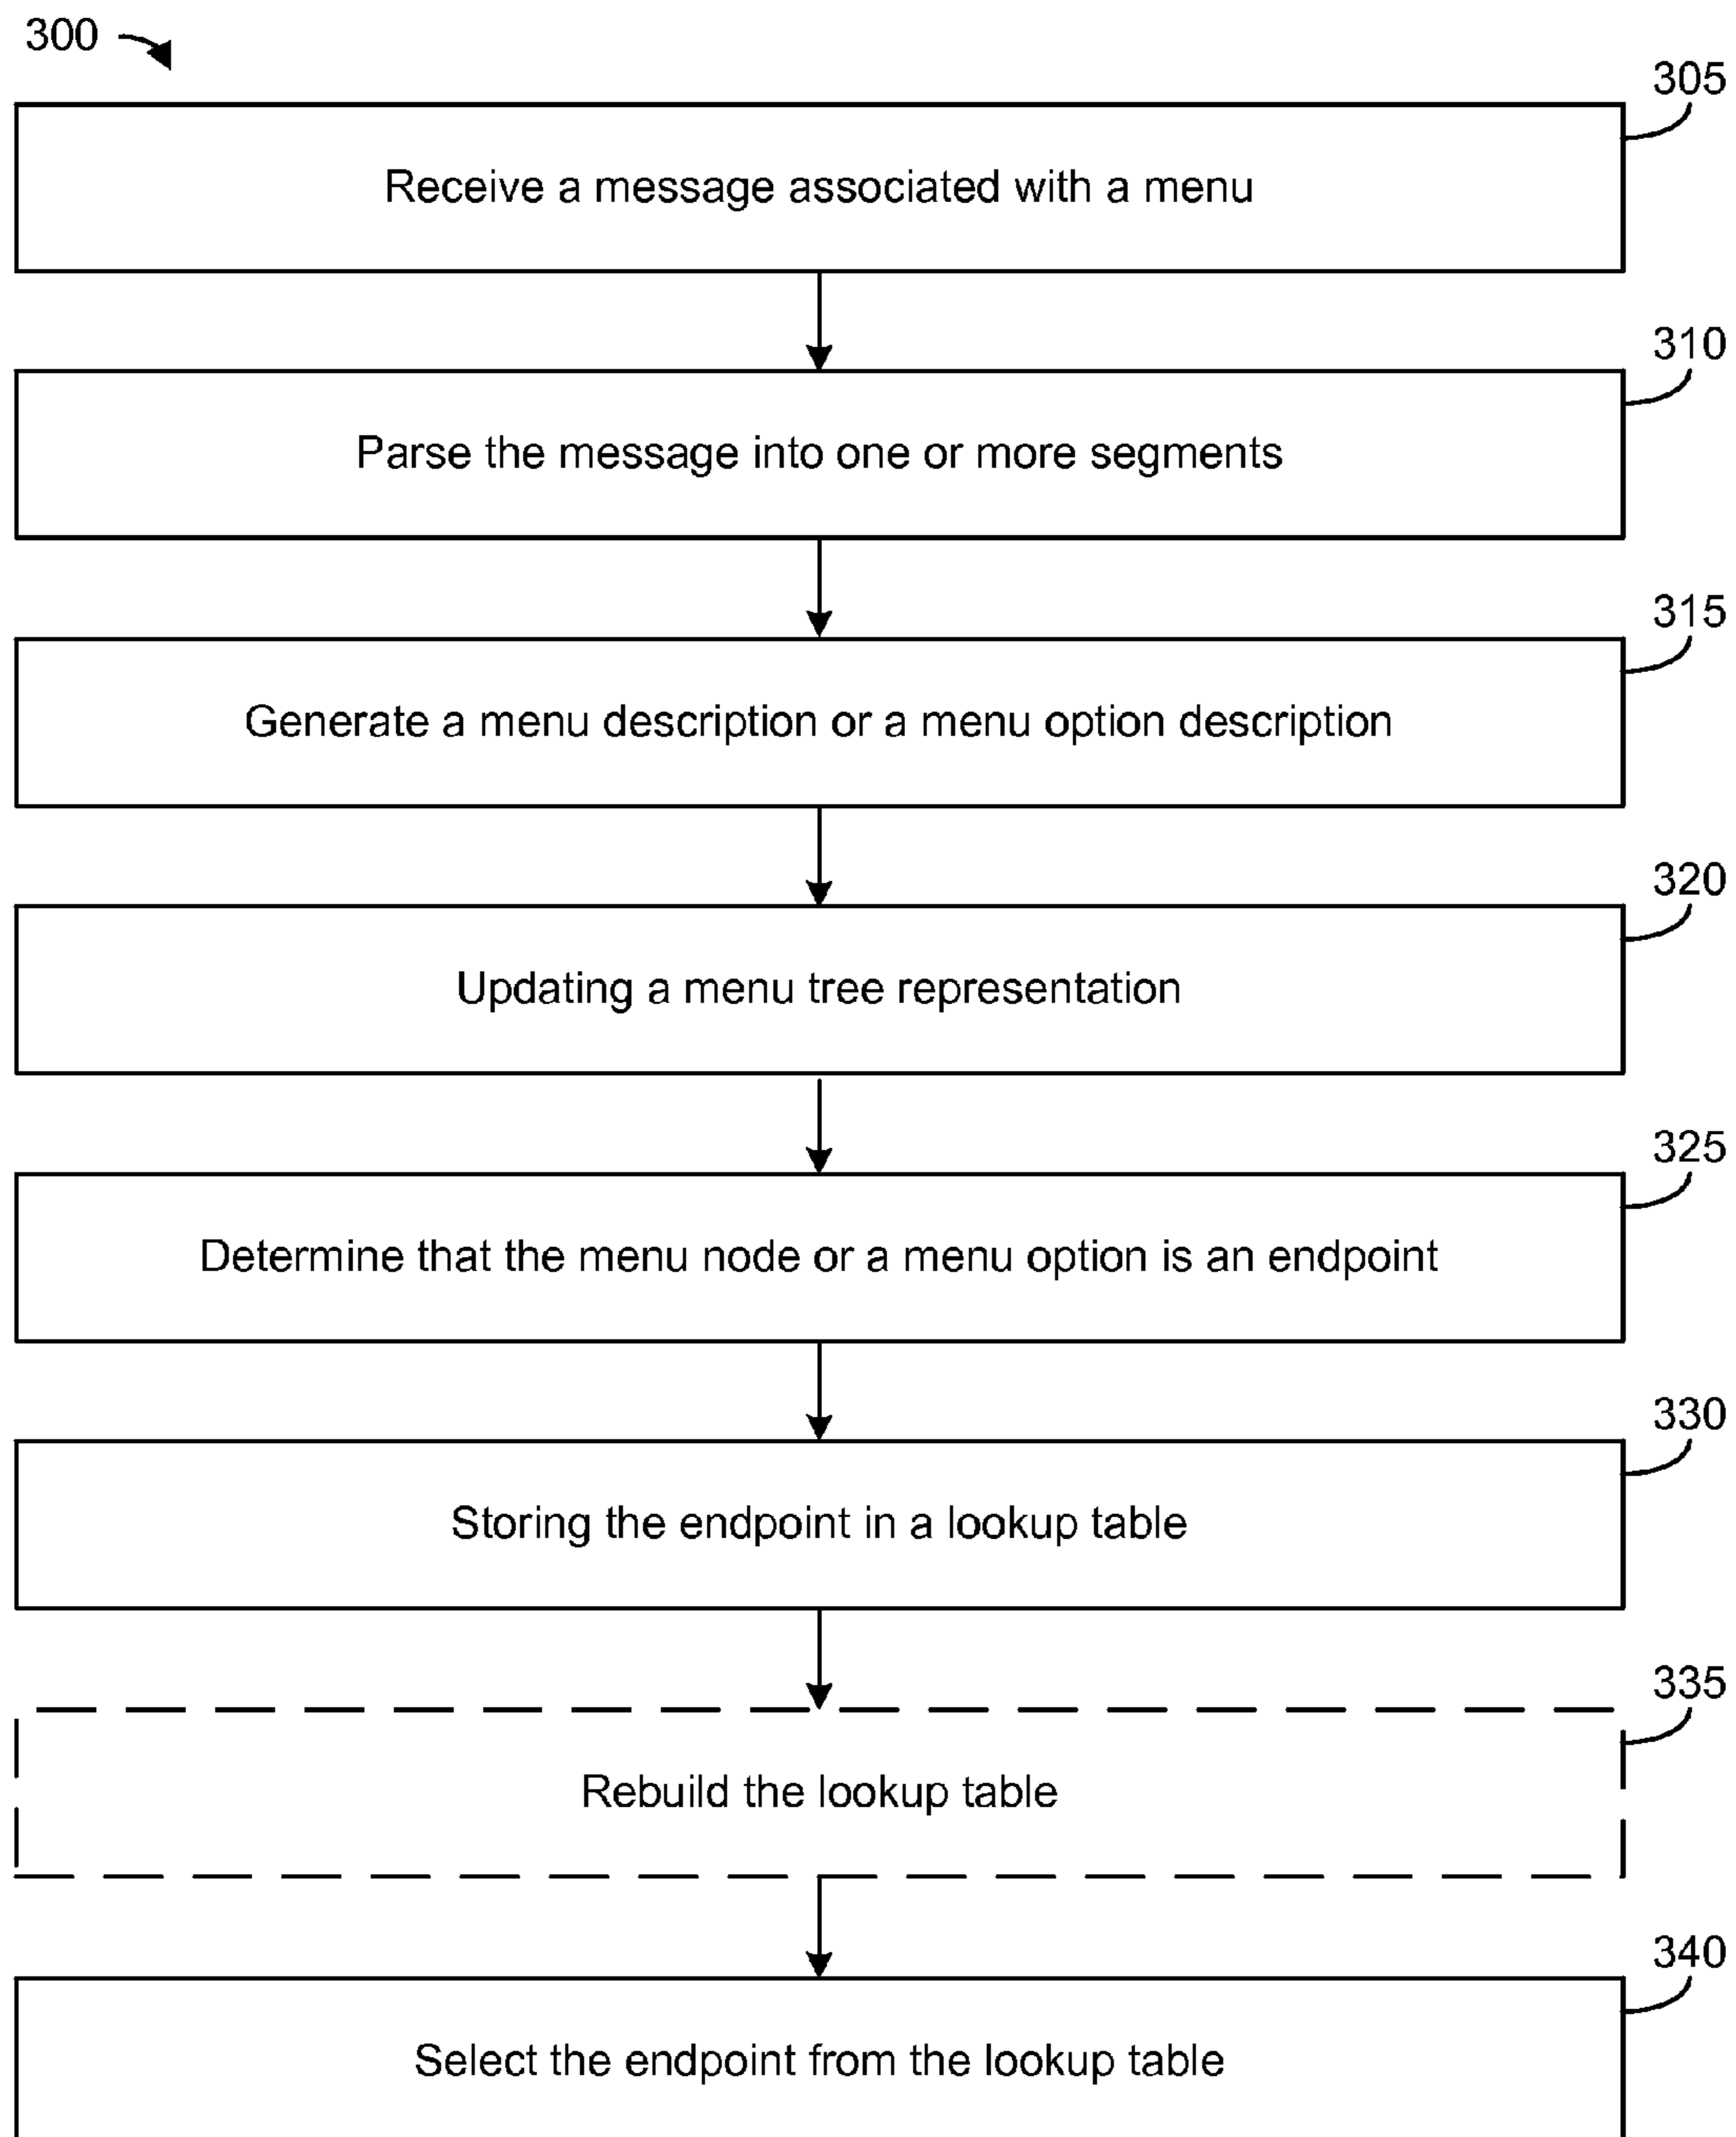 300
305
Receive a message associated with a menu
310
Parse the message into one or more segments
315
Generate a menu description or a menu option description
320
Updating a menu tree representation
325
Determine that the menu node or a menu option is an endpoint
330
Storing the endpoint in a lookup table
335
Rebuild the lookup table
340
Select the endpoint from the lookup table